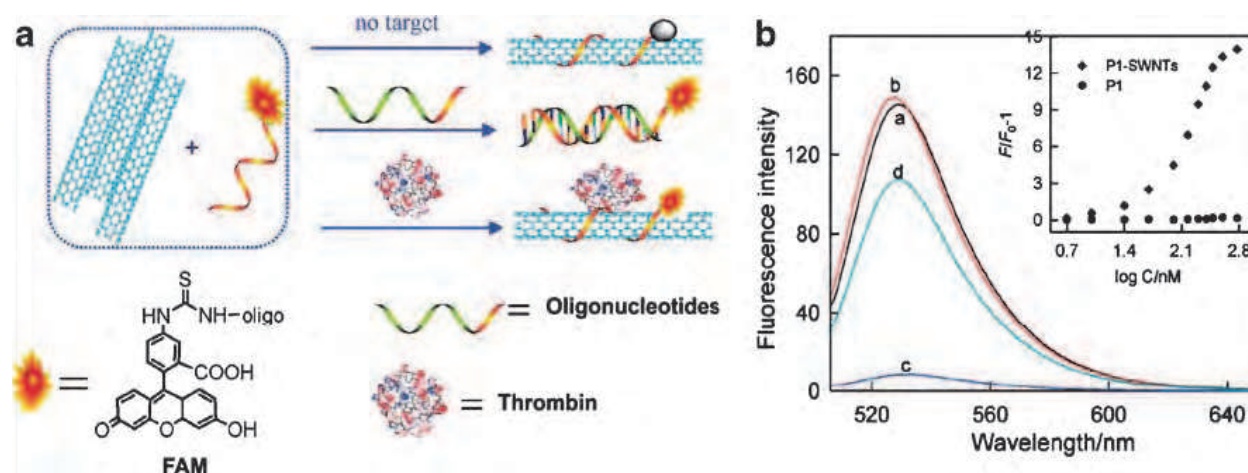 a
no target
+
= Oligonucleotides
= Thrombin
S
HN
NH-oligo
COOH
=
O
O
OH
FAM
b
Fluorescence intensity
160
120
80
40
0
520
560
600
640
Wavelength/nm
b
a
d
c
F/F0-1
15
12
9
6
3
0
0.7
1.4
2.1
2.8
log C/nM
P1-SWNTs
P1